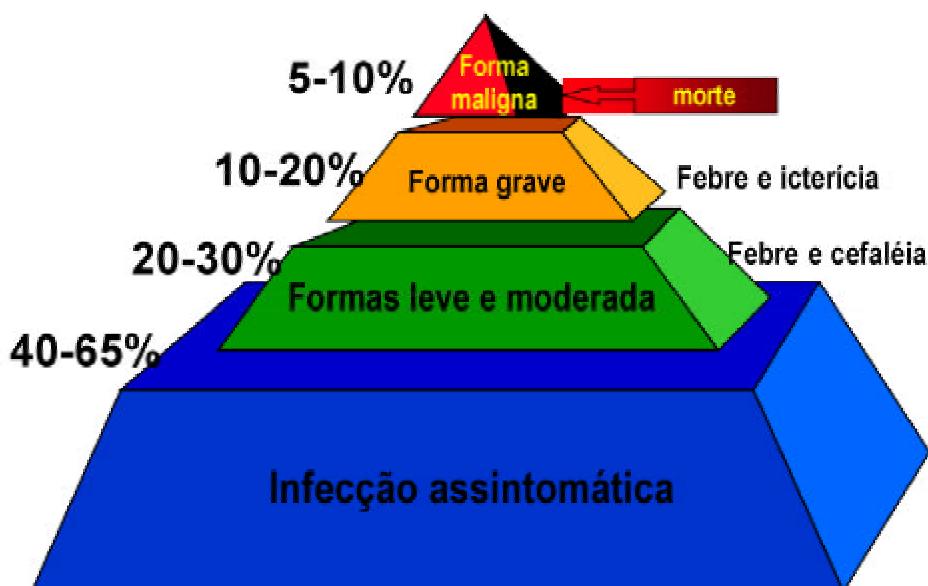 5-10%
Forma
maligna
morte
10-20%
Forma grave
Febre e icterícia
20-30%
Febre e cefaléia
Formas leve e moderada
40-65%
Infecção assintomática